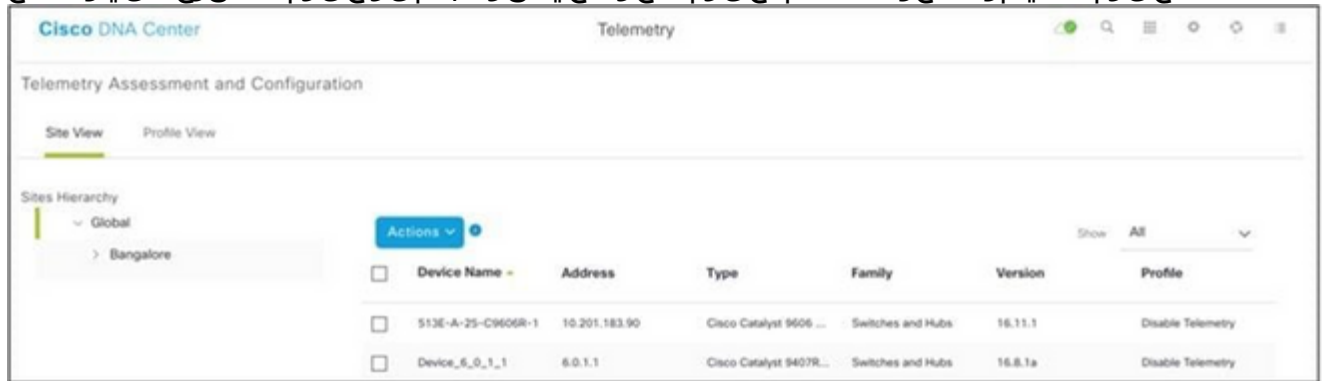 Cisco DNA Center Telemetry
Telemetry Assessment and Configuration
Site View Profile View
Sites Hierarchy
Global
Bangalore
Actions Show All
Device Name Address Type Family Version Profile
513E-A-25-C9606R-1 10.201.183.90 Cisco Catalyst 9606 ... Switches and Hubs 16.11.1 Disable Telemetry
Device_6_0_1_1 6.0.1.1 Cisco Catalyst 9407R... Switches and Hubs 16.8.1a Disable Telemetry